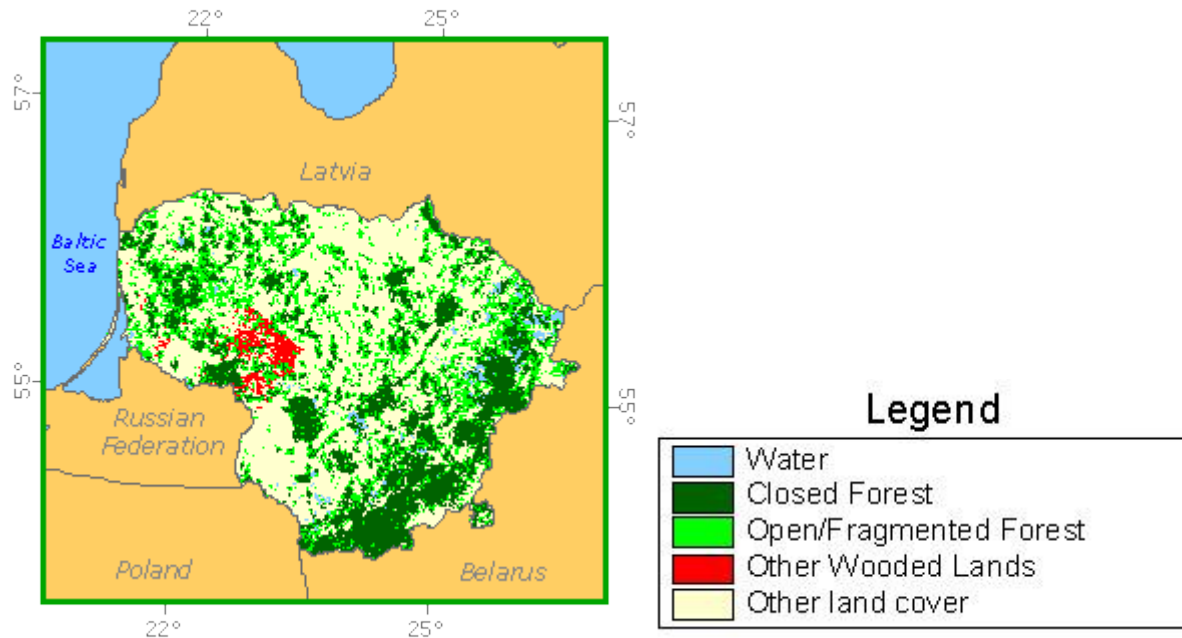 22° 25°
57°
57°
Latvia
Baltic
Sea
55°
55°
Russian
Federation
Poland
Belarus
22° 25°
Legend
Water
Closed Forest
Open/Fragmented Forest
Other Wooded Lands
Other land cover